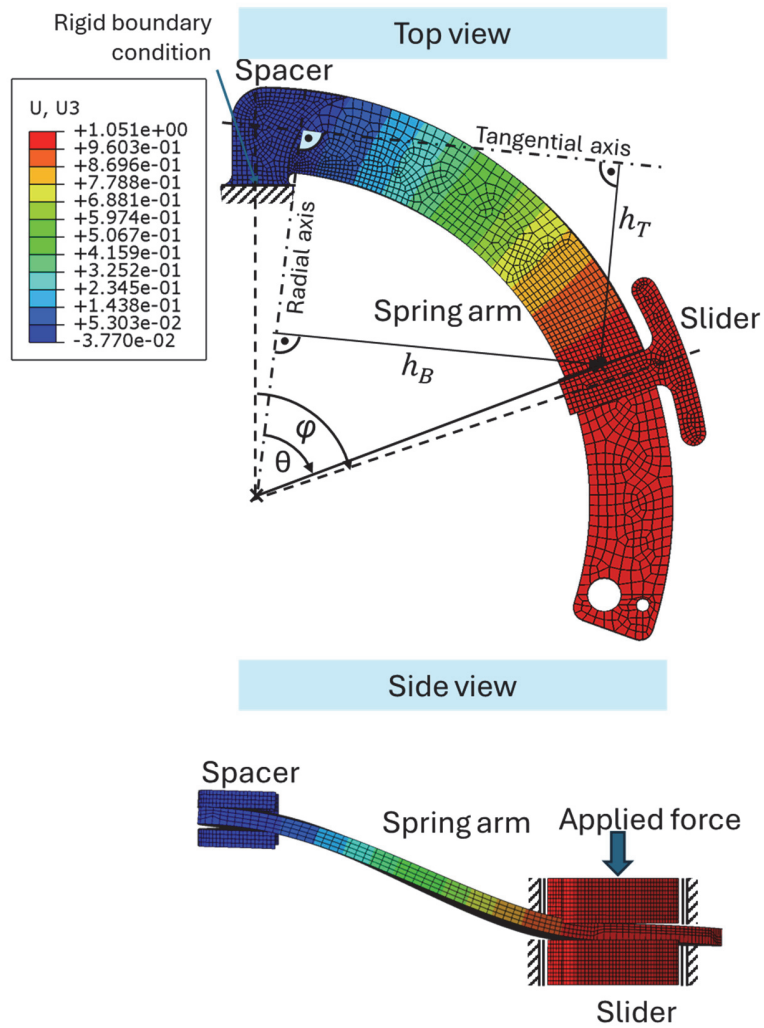 Rigid boundary
condition
Top view
Spacer
U, U3
+1.051e+00
+9.603e-01
+8.696e-01
+7.788e-01
+6.881e-01
+5.974e-01
+5.067e-01
+4.159e-01
+3.252e-01
+2.345e-01
+1.438e-01
+5.303e-02
-3.770e-02
Tangential axis
h_T
Radial axis
Spring arm
Slider
h_B
φ
θ
Side view
Spacer
Spring arm
Applied force
Slider